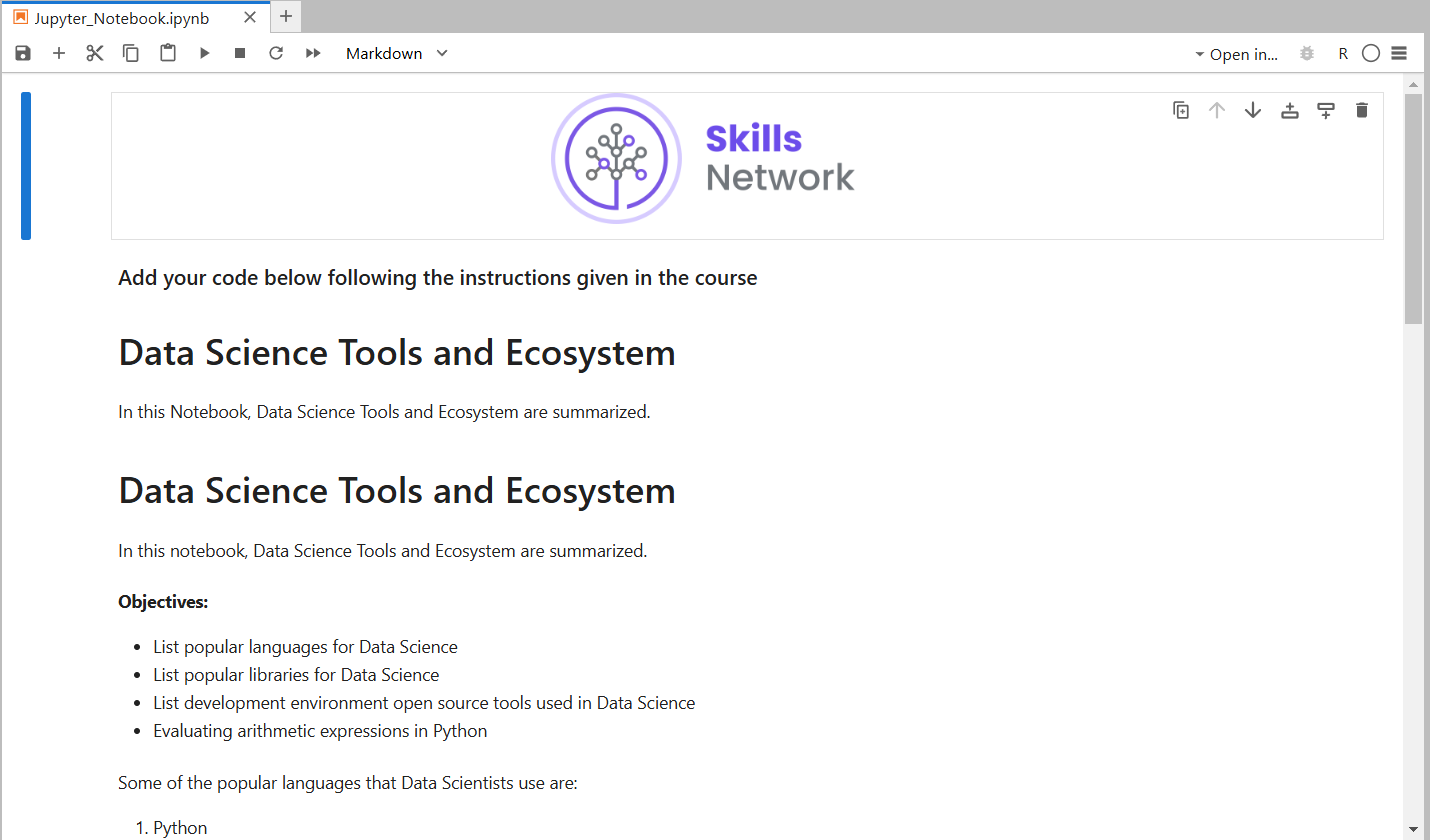 Jupyter_Notebook.ipynb
Markdown
Open in...
R
Skills
Network
Add your code below following the instructions given in the course
Data Science Tools and Ecosystem
In this Notebook, Data Science Tools and Ecosystem are summarized.
Data Science Tools and Ecosystem
In this notebook, Data Science Tools and Ecosystem are summarized.
Objectives:
• List popular languages for Data Science
• List popular libraries for Data Science
• List development environment open source tools used in Data Science
• Evaluating arithmetic expressions in Python
Some of the popular languages that Data Scientists use are:
1. Python